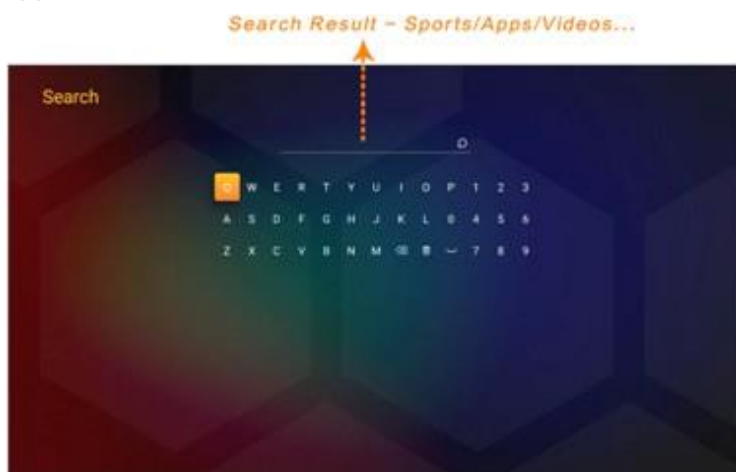 Search Result – Sports/Apps/Videos...
Search
Q W E R T Y U I O P 1 2 3
A S D F G H J K L 0 4 5 6
Z X C V B N M 7 8 9